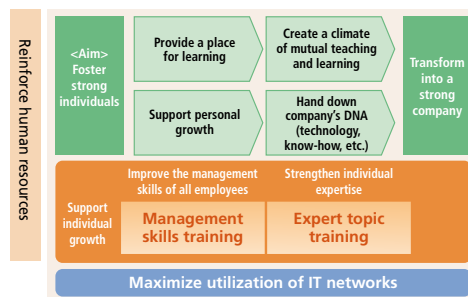 Reinforce human resources
<Aim>
Foster
strong
individuals
Provide a place
for learning
Create a climate
of mutual teaching
and learning
Support personal
growth
Hand down
company's DNA
(technology,
know-how, etc.)
Transform
into a
strong
company
Support
individual
growth
Improve the management
skills of all employees
Management
skills training
Strengthen individual
expertise
Expert topic
training
Maximize utilization of IT networks